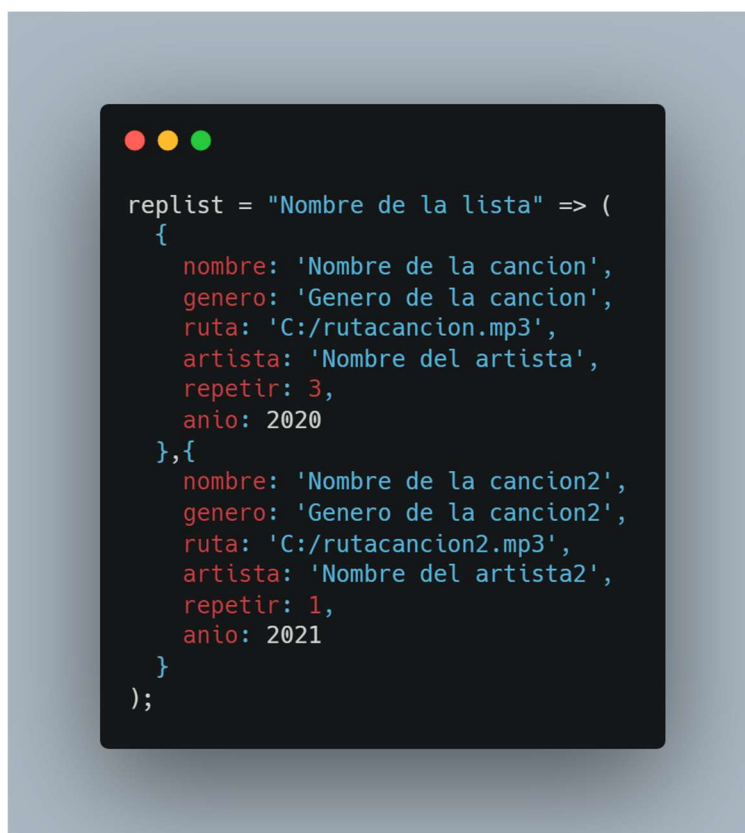 replist = "Nombre de la lista" => (
  {
    nombre: 'Nombre de la cancion',
    genero: 'Genero de la cancion',
    ruta: 'C:/rutacancion.mp3',
    artista: 'Nombre del artista',
    repetir: 3,
    anio: 2020
  },{
    nombre: 'Nombre de la cancion2',
    genero: 'Genero de la cancion2',
    ruta: 'C:/rutacancion2.mp3',
    artista: 'Nombre del artista2',
    repetir: 1,
    anio: 2021
  }
);